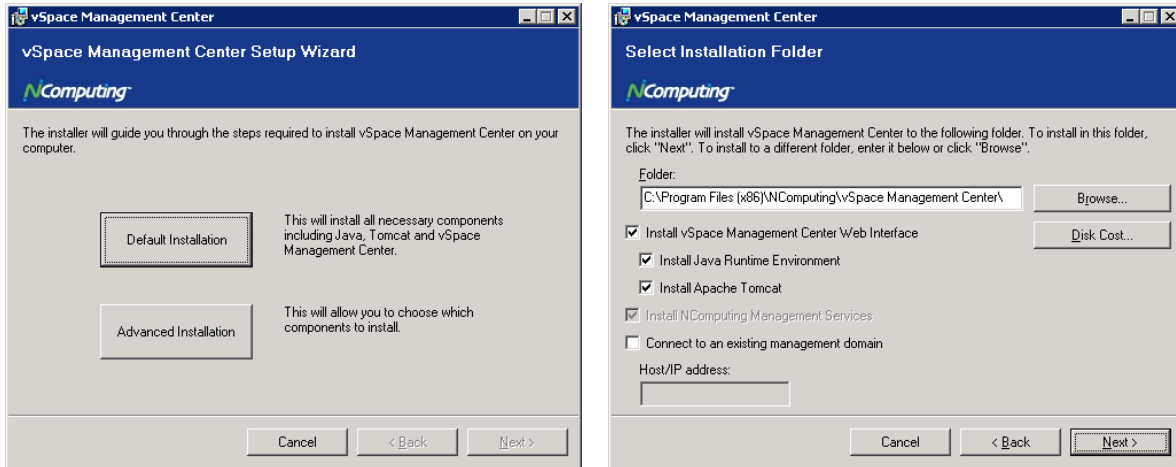 vSpace Management Center
vSpace Management Center Setup Wizard
NComputing
The installer will guide you through the steps required to install vSpace Management Center on your
computer.
Default Installation
This will install all necessary components
including Java, Tomcat and vSpace
Management Center.
Advanced Installation
This will allow you to choose which
components to install.
Cancel
< Back
Next >
vSpace Management Center
Select Installation Folder
NComputing
The installer will install vSpace Management Center to the following folder. To install in this folder,
click "Next". To install to a different folder, enter it below or click "Browse".
Folder:
C:\Program Files (x86)\NComputing\vSpace Management Center\
Browse...
Install vSpace Management Center Web Interface
Disk Cost...
Install Java Runtime Environment
Install Apache Tomcat
Install NComputing Management Services
Connect to an existing management domain
Host/IP address:
Cancel
< Back
Next >